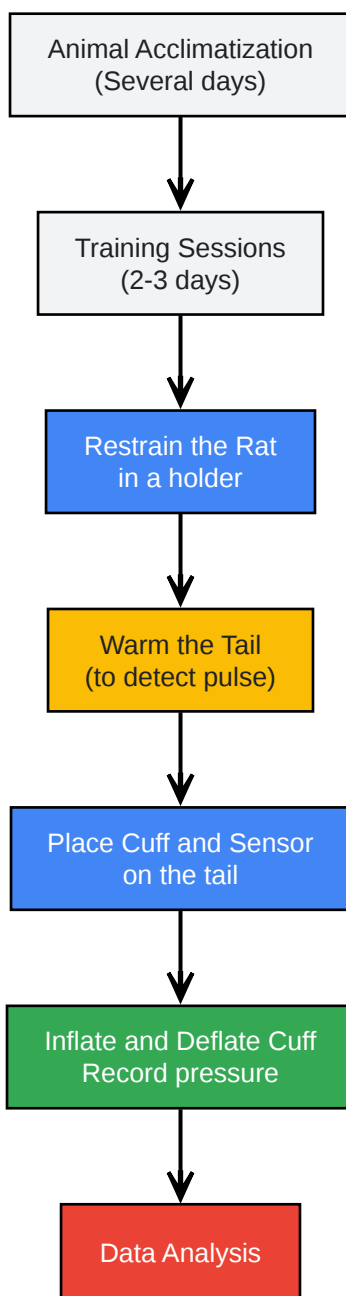 Animal Acclimatization
(Several days)
Training Sessions
(2-3 days)
Restrain the Rat
in a holder
Warm the Tail
(to detect pulse)
Place Cuff and Sensor
on the tail
Inflate and Deflate Cuff
Record pressure
Data Analysis